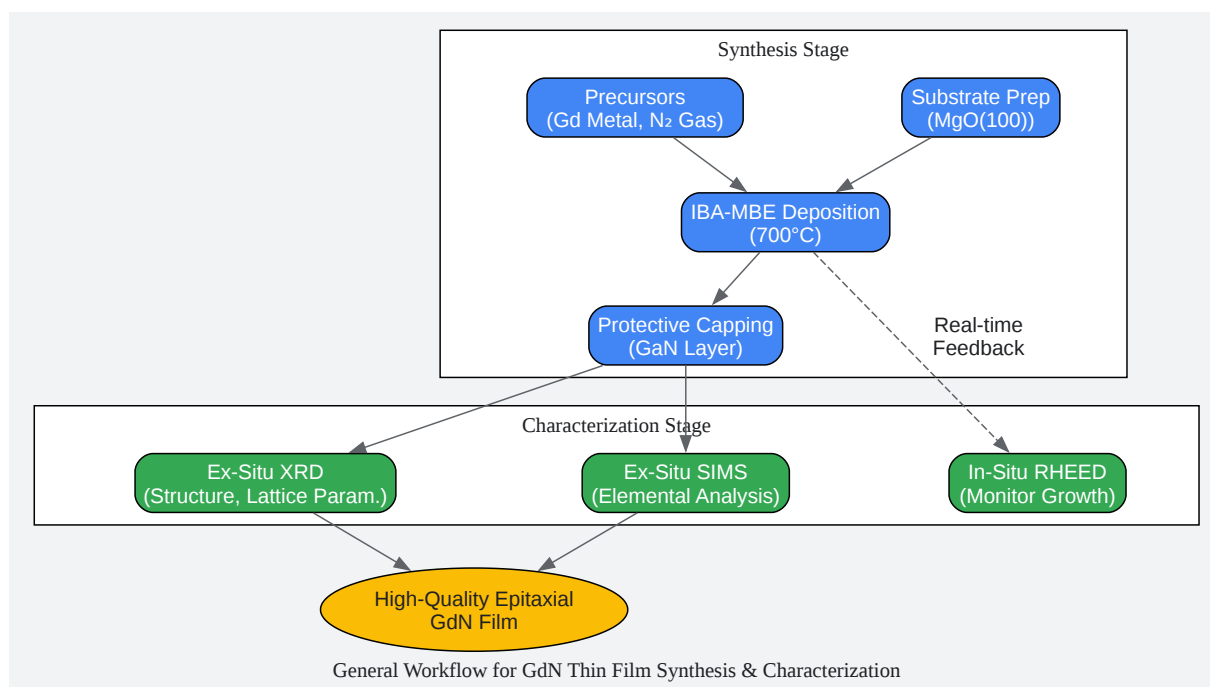 Synthesis Stage
Precursors
(Gd Metal, N₂ Gas)
Substrate Prep
(MgO(100))
IBA-MBE Deposition
(700°C)
Protective Capping
(GaN Layer)
Real-time
Feedback
Characterization Stage
Ex-Situ XRD
(Structure, Lattice Param.)
Ex-Situ SIMS
(Elemental Analysis)
In-Situ RHEED
(Monitor Growth)
High-Quality Epitaxial
GdN Film
General Workflow for GdN Thin Film Synthesis & Characterization